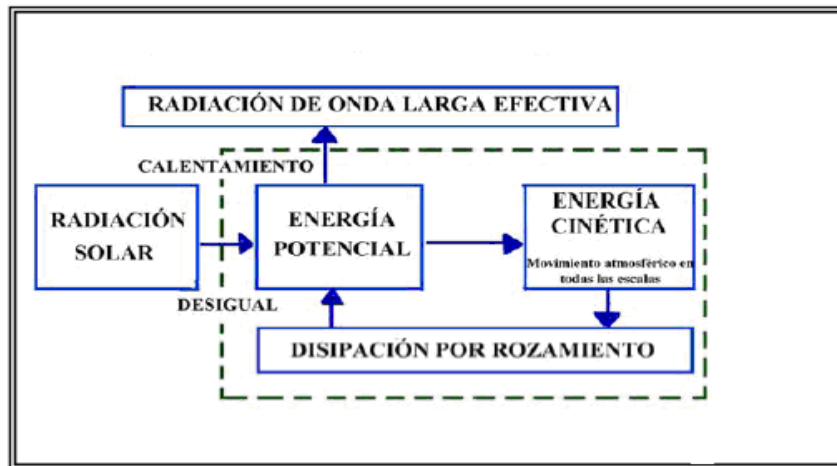 RADIACIÓN DE ONDA LARGA EFECTIVA
CALENTAMIENTO
RADIACIÓN
SOLAR
ENERGÍA
POTENCIAL
ENERGÍA
CINÉTICA
Movimiento atmosférico en
todas las escalas
DESIGUAL
DISIPACIÓN POR ROZAMIENTO